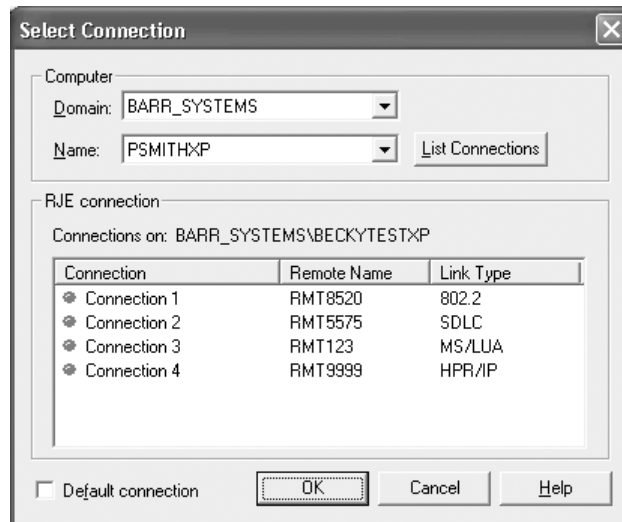 Select Connection
Computer
Domain: BARR_SYSTEMS
Name: PSMITHXP List Connections
RJE connection
Connections on: BARR_SYSTEMS\BECKYTESTXP
Connection Remote Name Link Type
Connection 1 RMT8520 802.2
Connection 2 RMT5575 SDLC
Connection 3 RMT123 MS/LUA
Connection 4 RMT9999 HPR/IP
Default connection OK Cancel Help